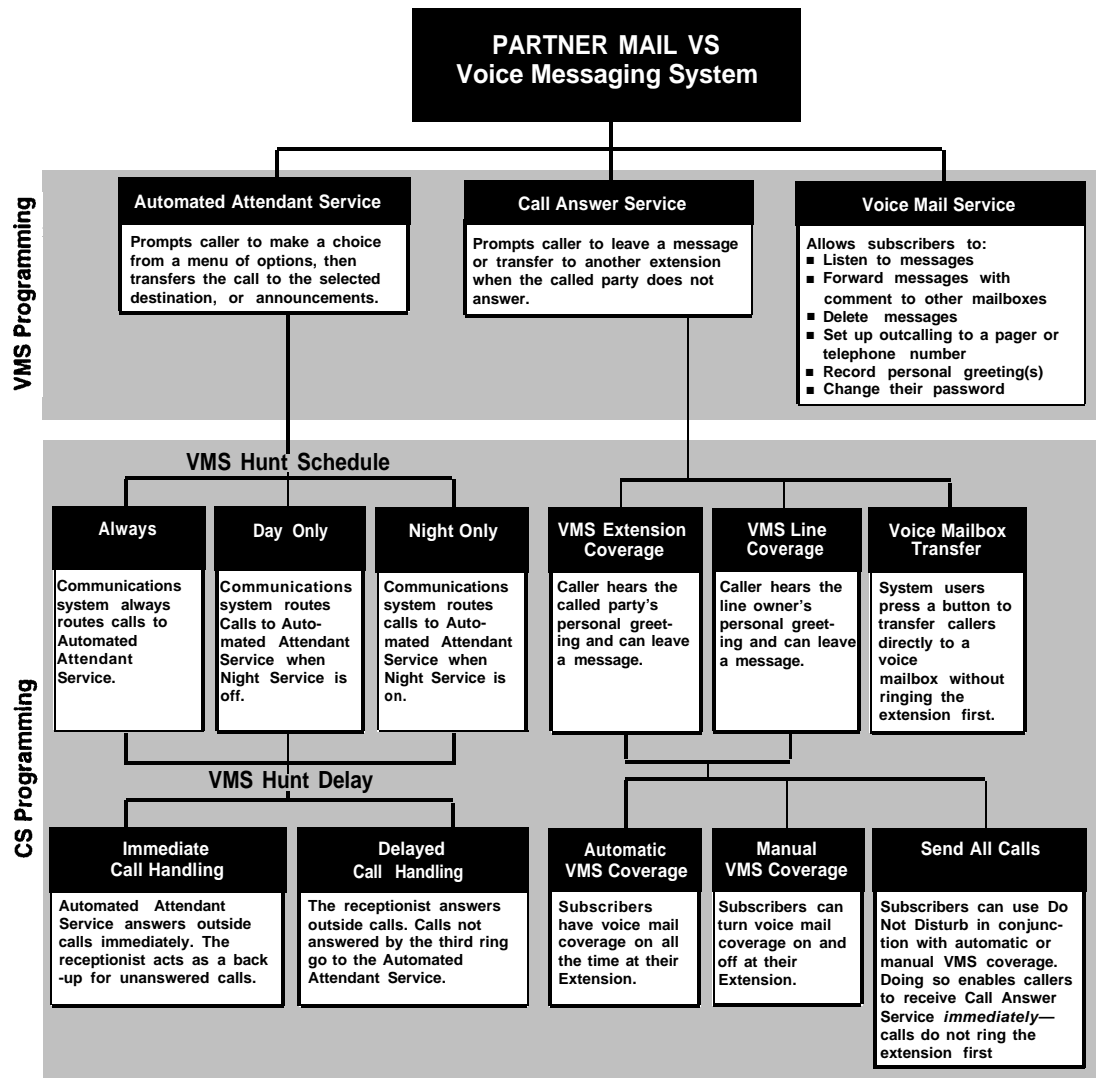 PARTNER MAIL VS
Voice Messaging System
VMS Programming
Automated Attendant Service
Prompts caller to make a choice
from a menu of options, then
transfers the call to the selected
destination, or announcements.
Call Answer Service
Prompts caller to leave a message
or transfer to another extension
when the called party does not
answer.
Voice Mail Service
Allows subscribers to:
■ Listen to messages
■ Forward messages with
comment to other mailboxes
■ Delete messages
■ Set up outcalling to a pager or
telephone number
■ Record personal greeting(s)
■ Change their password
CS Programming
VMS Hunt Schedule
Always
Communications
system always
routes calls to
Automated
Attendant
Service.
Day Only
Communications
system routes
Calls to Auto-
mated Attendant
Service when
Night Service is
off.
Night Only
Communications
system routes
calls to Auto-
mated Attendant
Service when
Night Service is
on.
VMS Extension
Coverage
Caller hears the
called party's
personal greet-
ing and can leave
a message.
VMS Line
Coverage
Caller hears the
line owner's
personal greet-
ing and can leave
a message.
Voice Mailbox
Transfer
System users
press a button to
transfer callers
directly to a
voice
mailbox without
ringing the
extension first.
VMS Hunt Delay
Immediate
Call Handling
Automated Attendant
Service answers outside
calls immediately. The
receptionist acts as a back
-up for unanswered calls.
Delayed
Call Handling
The receptionist answers
outside calls. Calls not
answered by the third ring
go to the Automated
Attendant Service.
Automatic
VMS Coverage
Subscribers
have voice mail
coverage on all
the time at their
Extension.
Manual
VMS Coverage
Subscribers can
turn voice mail
coverage on and
off at their
Extension.
Send All Calls
Subscribers can use Do
Not Disturb in conjunc-
tion with automatic or
manual VMS coverage.
Doing so enables callers
to receive Call Answer
Service immediately—
calls do not ring the
extension first